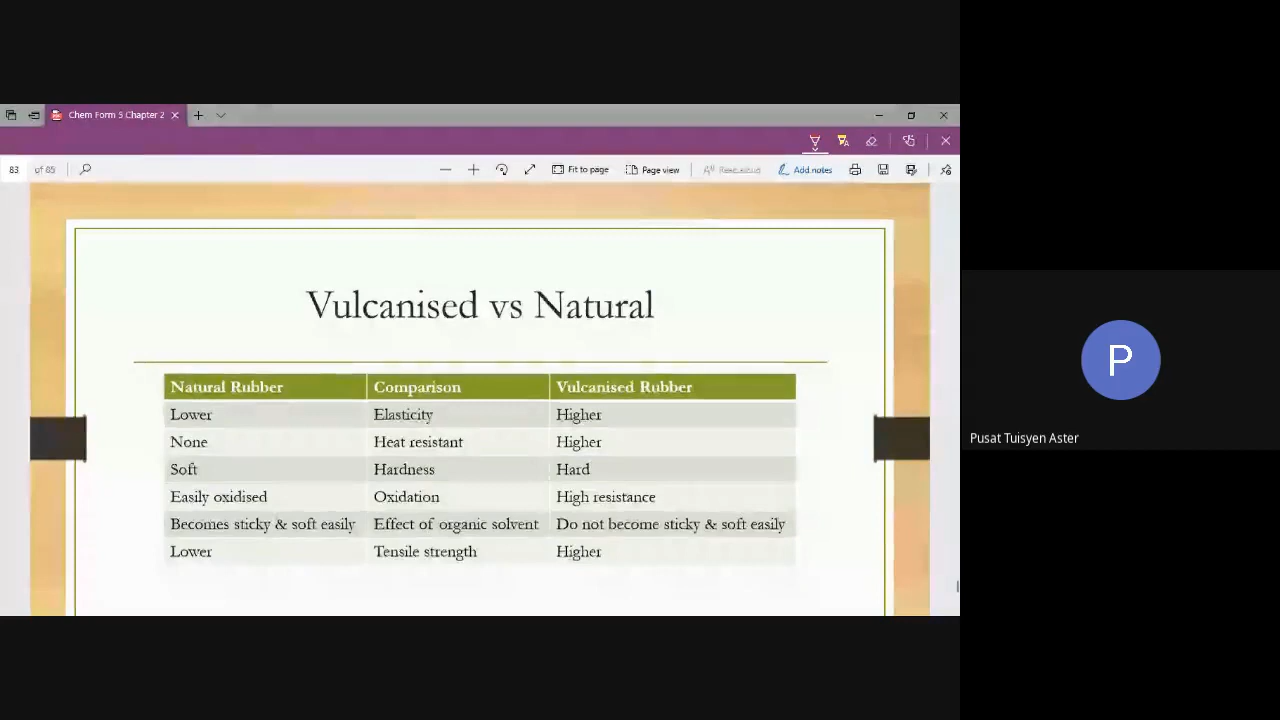 Chem Form 5 Chapter 2
83 of 85
Fit to page
Page view
Add notes
Vulcanised vs Natural
Natural Rubber Comparison Vulcanised Rubber
Lower Elasticity Higher
None Heat resistant Higher
Soft Hardness Hard
Easily oxidised Oxidation High resistance
Becomes sticky & soft easily Effect of organic solvent Do not become sticky & soft easily
Lower Tensile strength Higher
P
Pusat Tuisyen Aster